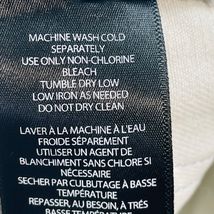 MACHINE WASH COLD
SEPARATELY
USE ONLY NON-CHLORINE
BLEACH
TUMBLE DRY LOW
LOW IRON AS NEEDED
DO NOT DRY CLEAN
LAVER À LA MACHINE À L'EAU
FROIDE SÉPARÉMENT
UTILISER UN AGENT DE
BLANCHIMENT SANS CHLORE SI
NÉCESSAIRE
SECHER PAR CULBUTAGE À BASSE
TEMPÉRATURE
REPASSER, AU BESOIN, À TRÈS
BASSE TEMPÉRATURE